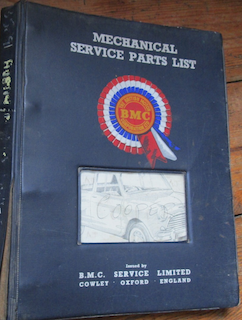 MECHANICAL
SERVICE PARTS LIST
BMC
Issued by
B.M.C. SERVICE LIMITED
COWLEY · OXFORD · ENGLAND